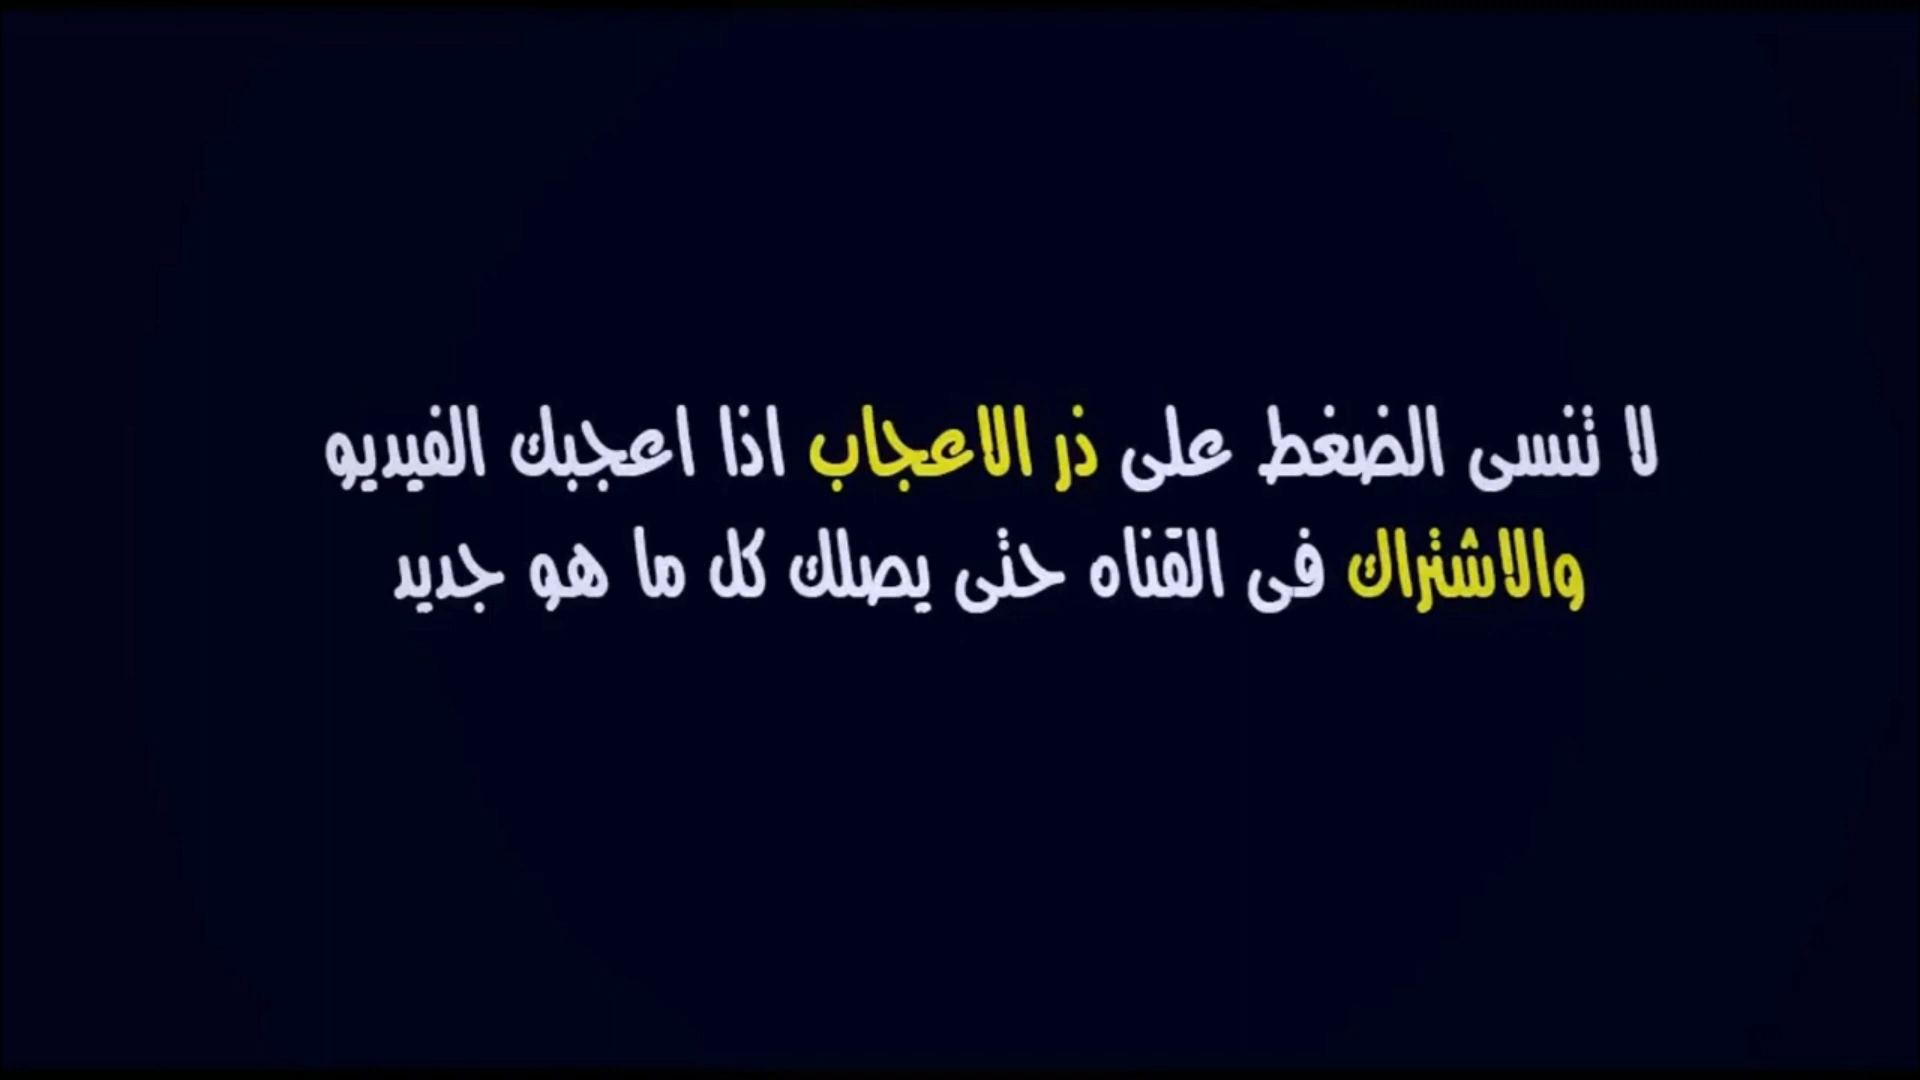 لا تنسى الضغط على ذر الاعجاب اذا اعجبك الفيديو
والاشتراك فى القناه حتى يصلك كل ما هو جديد